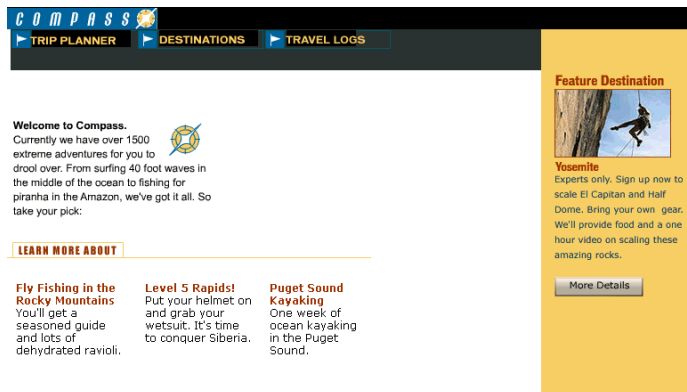 COMPASS
TRIP PLANNER
DESTINATIONS
TRAVEL LOGS
Welcome to Compass.
Currently we have over 1500
extreme adventures for you to
drool over. From surfing 40 foot waves in
the middle of the ocean to fishing for
piranha in the Amazon, we've got it all. So
take your pick:
LEARN MORE ABOUT
Fly Fishing in the
Rocky Mountains
You'll get a
seasoned guide
and lots of
dehydrated ravioli.
Level 5 Rapids!
Put your helmet on
and grab your
wetsuit. It's time
to conquer Siberia.
Puget Sound
Kayaking
One week of
ocean kayaking
in the Puget
Sound.
Feature Destination
Yosemite
Experts only. Sign up now to
scale El Capitan and Half
Dome. Bring your own gear.
We'll provide food and a one
hour video on scaling these
amazing rocks.
More Details